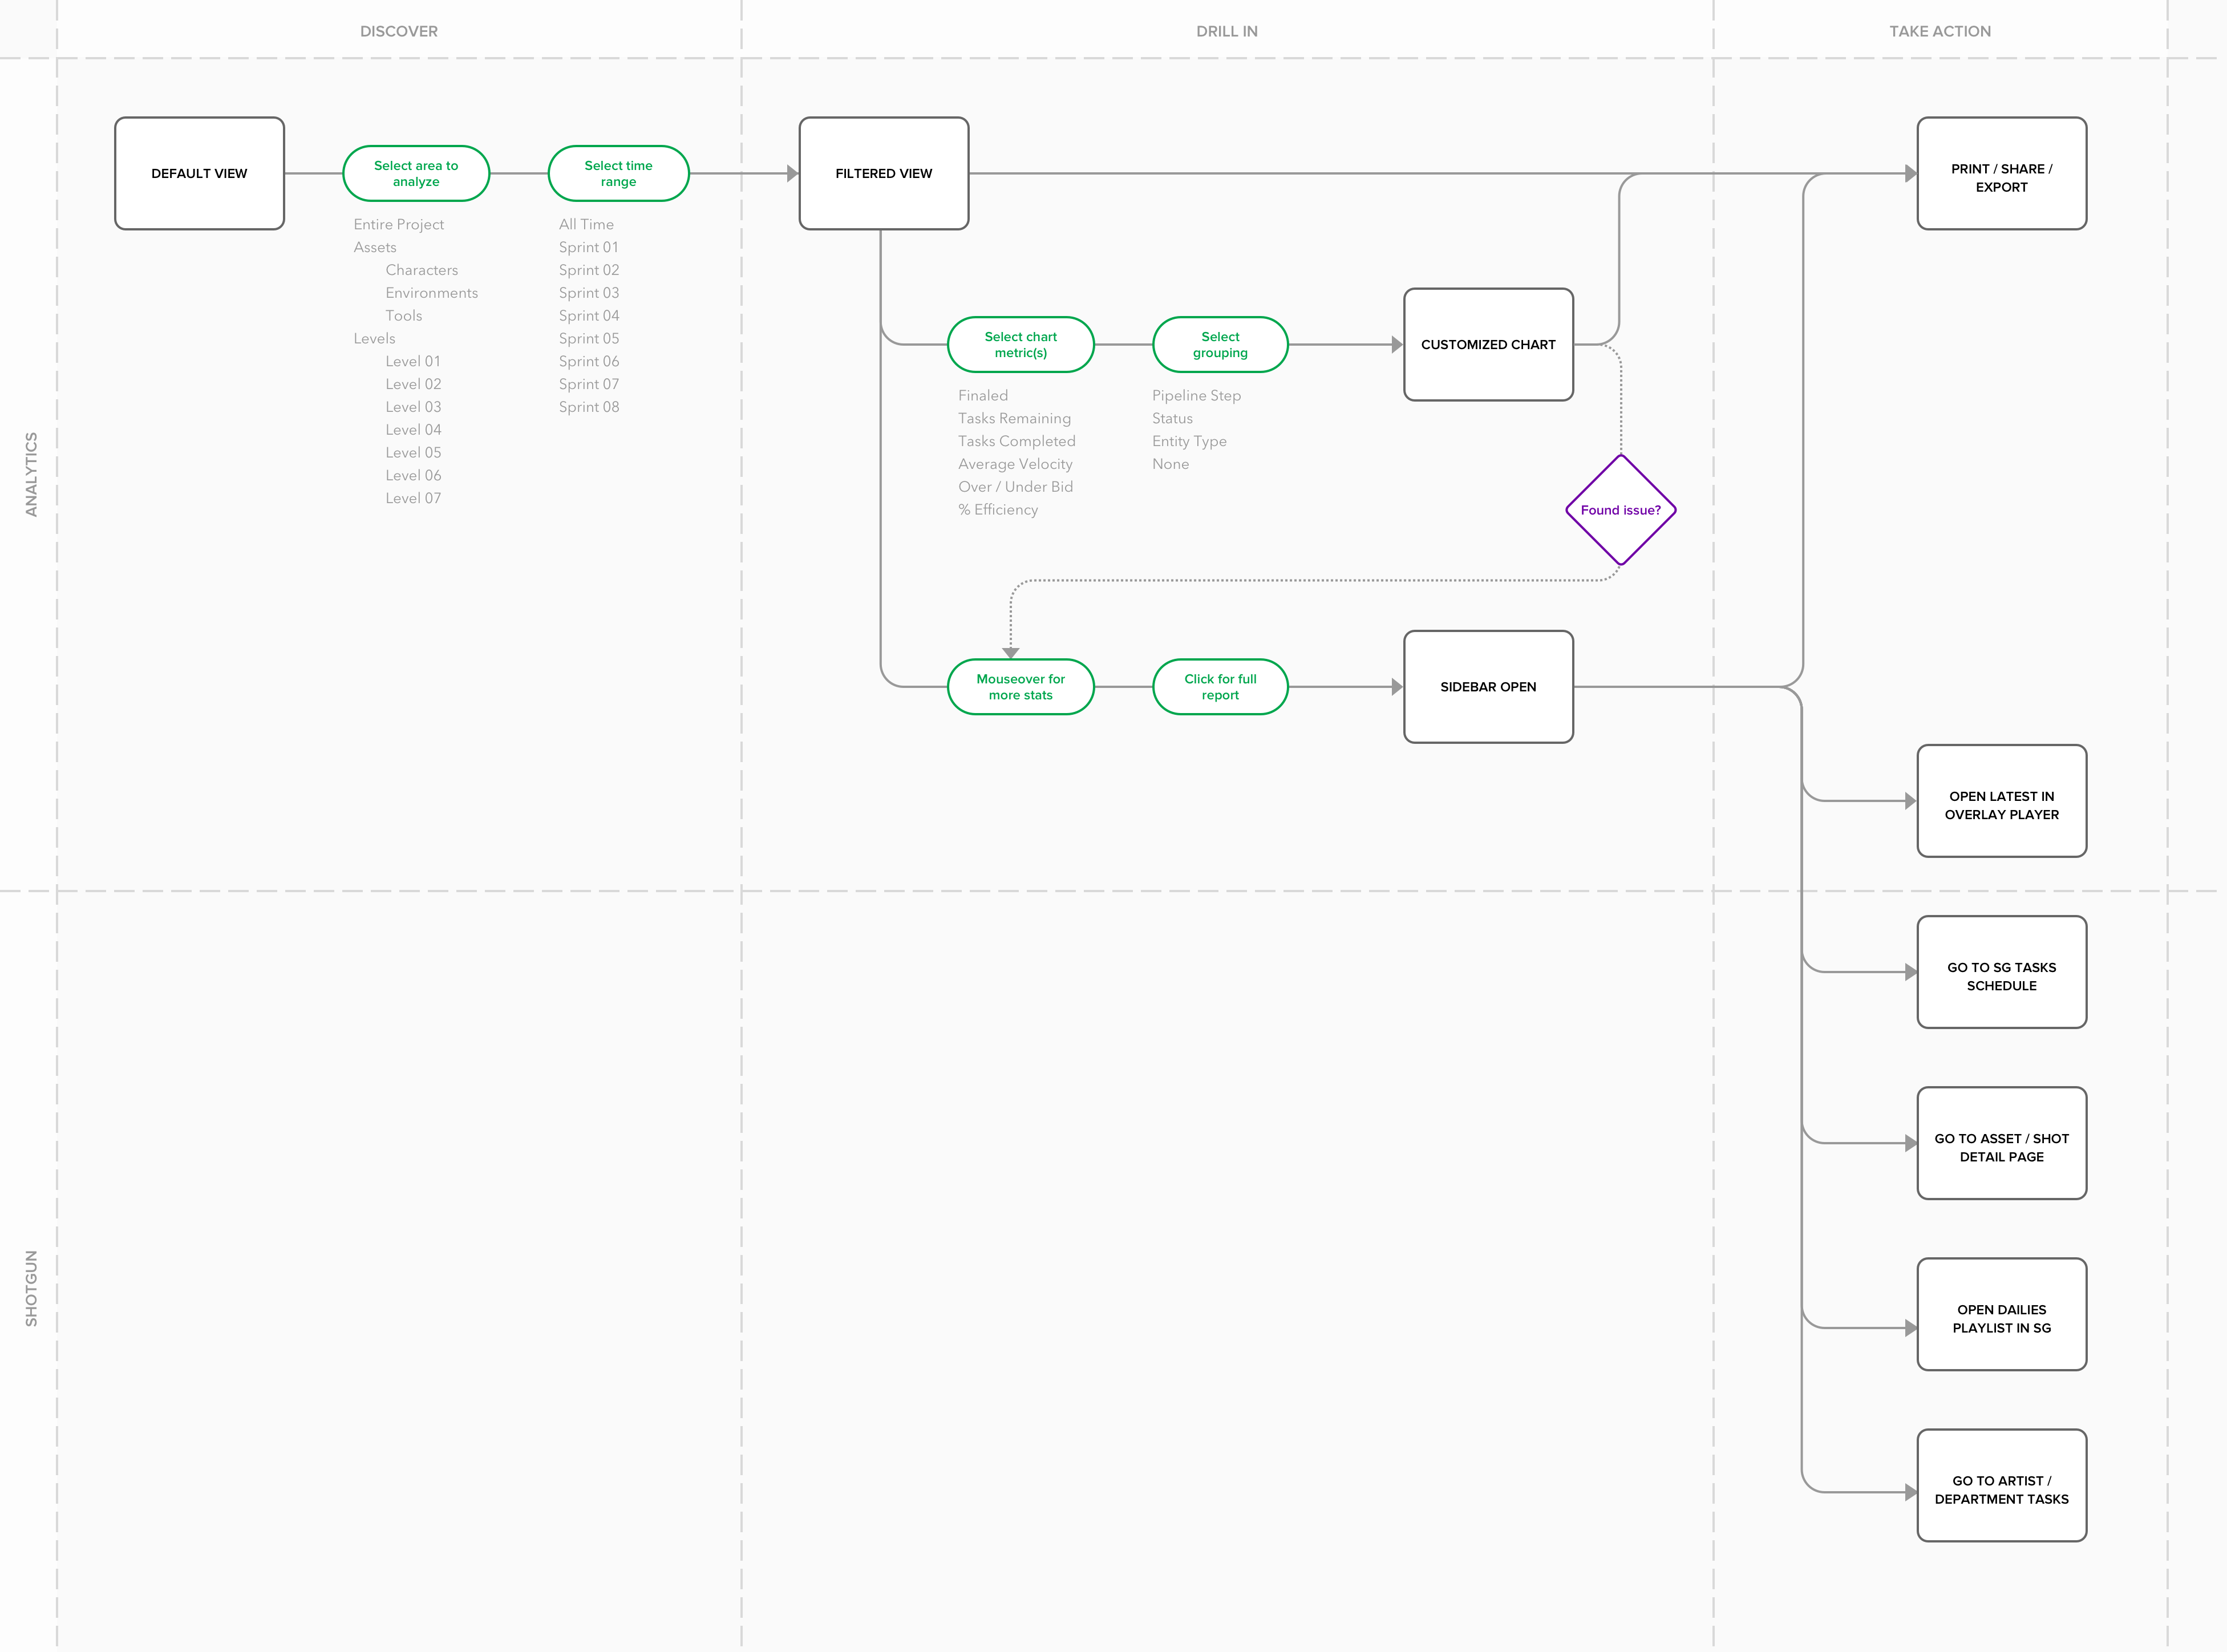 DISCOVER
DRILL IN
TAKE ACTION
ANALYTICS
DEFAULT VIEW
Select area to
analyze
Entire Project
Assets
Characters
Environments
Tools
Levels
Level 01
Level 02
Level 03
Level 04
Level 05
Level 06
Level 07
Select time
range
All Time
Sprint 01
Sprint 02
Sprint 03
Sprint 04
Sprint 05
Sprint 06
Sprint 07
Sprint 08
FILTERED VIEW
Select chart
metric(s)
Finaled
Tasks Remaining
Tasks Completed
Average Velocity
Over / Under Bid
% Efficiency
Select
grouping
Pipeline Step
Status
Entity Type
None
CUSTOMIZED CHART
Found issue?
Mouseover for
more stats
Click for full
report
SIDEBAR OPEN
PRINT / SHARE /
EXPORT
OPEN LATEST IN
OVERLAY PLAYER
SHOTGUN
GO TO SG TASKS
SCHEDULE
GO TO ASSET / SHOT
DETAIL PAGE
OPEN DAILIES
PLAYLIST IN SG
GO TO ARTIST /
DEPARTMENT TASKS